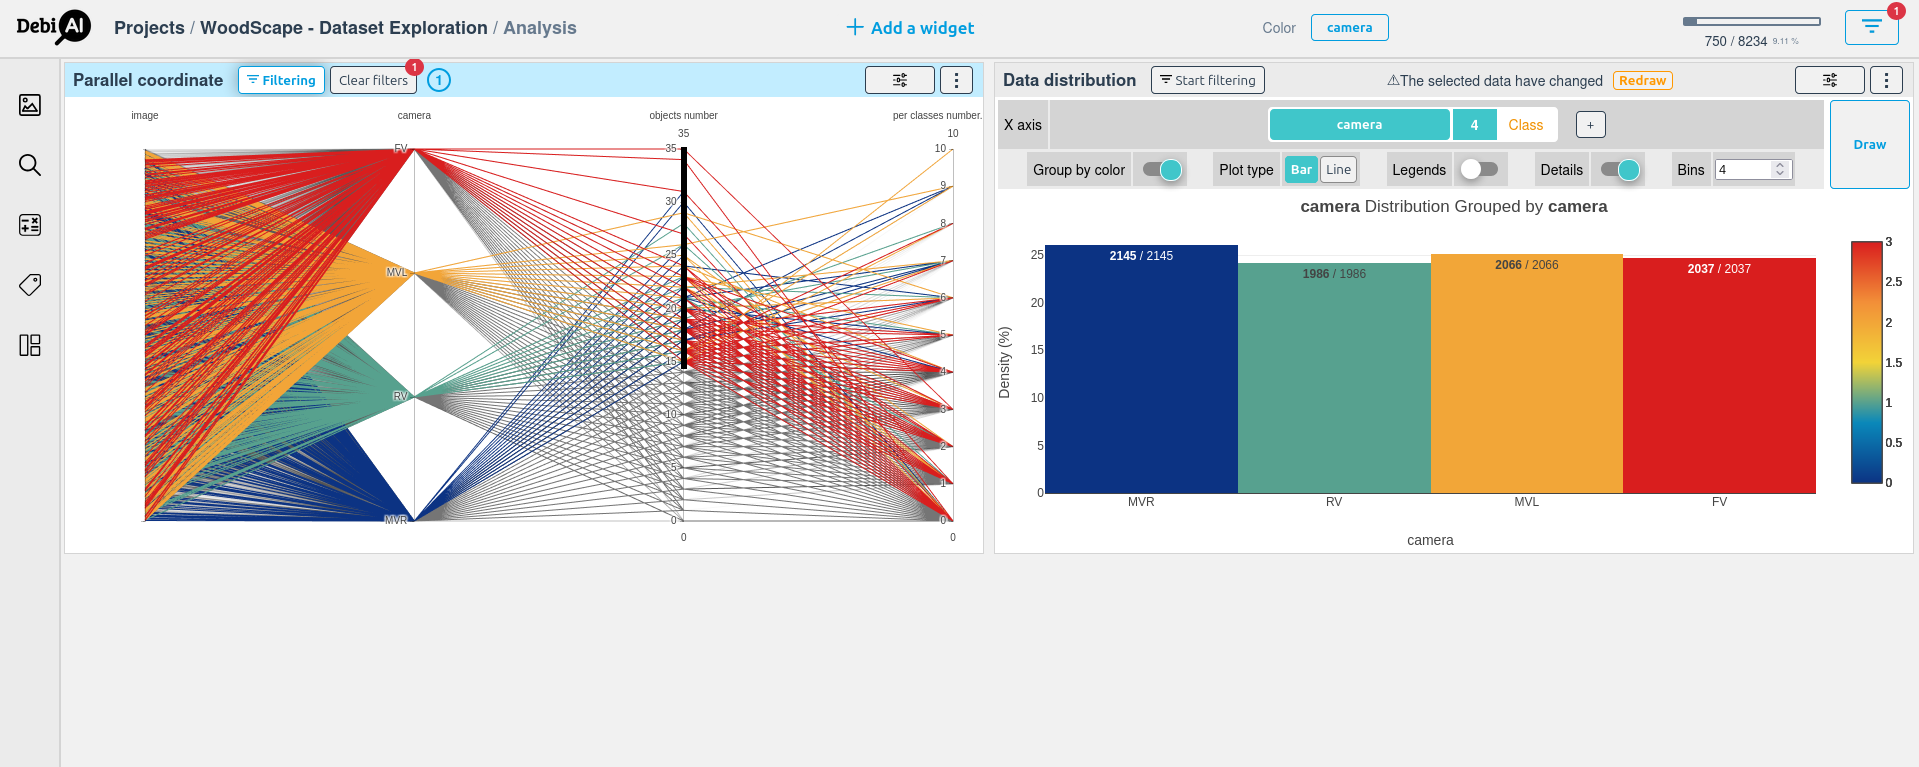 Debi AI
Projects / WoodScape - Dataset Exploration / Analysis
Add a widget
Color
camera
750 / 8234 9.11 %
1
Parallel coordinate
Filtering
Clear filters
1
1
image
camera
objects number
per classes number.
35
10
FV
MVL
RV
MVR
35
30
25
20
15
10
5
0
10
9
8
7
6
5
4
3
2
1
0
0
0
Data distribution
Start filtering
⚠The selected data have changed
Redraw
X axis
camera
4
Class
+
Draw
Group by color
Plot type
Bar
Line
Legends
Details
Bins
4
camera Distribution Grouped by camera
Density (%)
25
20
15
10
5
0
2145 / 2145
1986 / 1986
2066 / 2066
2037 / 2037
MVR
RV
MVL
FV
camera
3
2.5
2
1.5
1
0.5
0